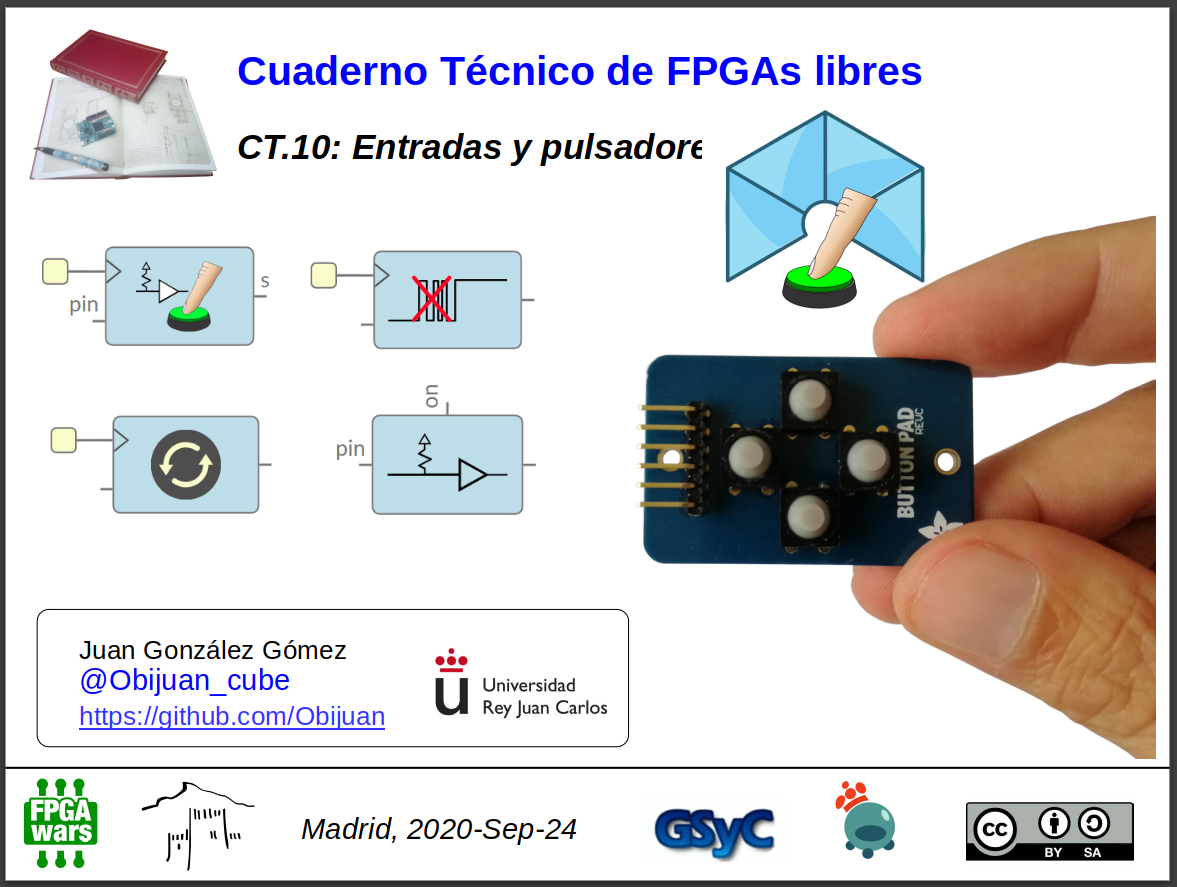 Cuaderno Técnico de FPGAs libres
CT.10: Entradas y pulsadore
pin
s
on
pin
BUTTON PAD
REVC
Juan González Gómez
@Obijuan_cube
https://github.com/Obijuan
Universidad
Rey Juan Carlos
FPGA
wars
Madrid, 2020-Sep-24
GSyC
cc
BY SA